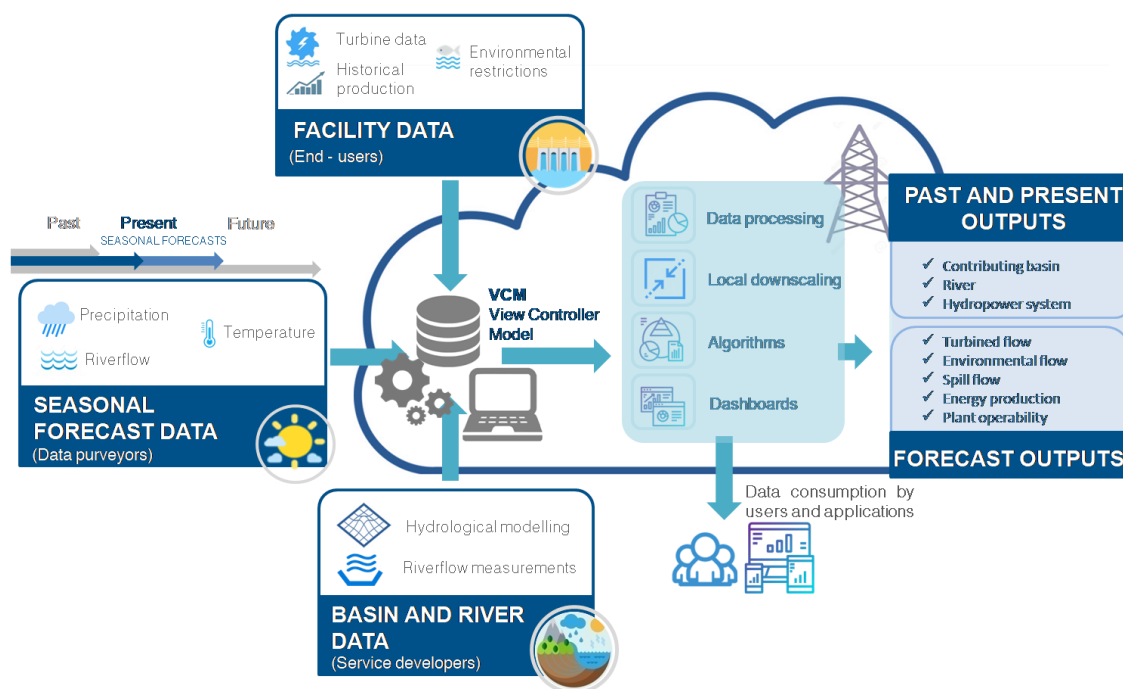 Turbine data
Historical
production
Environmental
restrictions
FACILITY DATA
(End - users)
Past
Present
Future
SEASONAL FORECASTS
Precipitation
Riverflow
Temperature
SEASONAL
FORECAST DATA
(Data purveyors)
VCM
View Controller
Model
Hydrological modelling
Riverflow measurements
BASIN AND RIVER
DATA
(Service developers)
Data processing
Local downscaling
Algorithms
Dashboards
Data consumption by
users and applications
PAST AND PRESENT
OUTPUTS
✓ Contributing basin
✓ River
✓ Hydropower system
✓ Turbined flow
✓ Environmental flow
✓ Spill flow
✓ Energy production
✓ Plant operability
FORECAST OUTPUTS